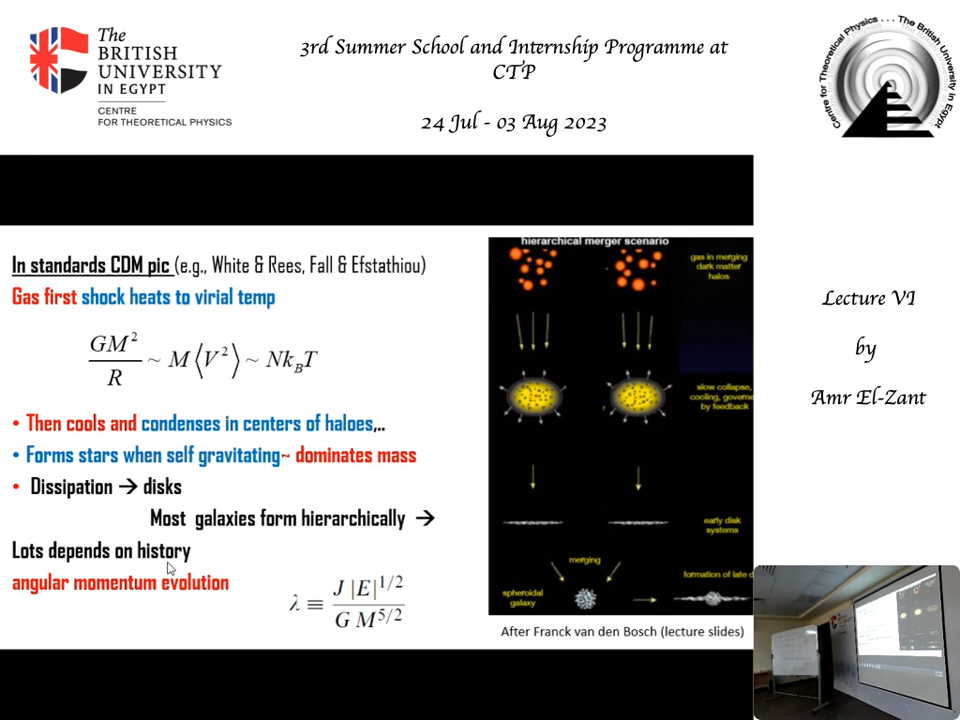 The
BRITISH
UNIVERSITY
IN EGYPT
CENTRE
FOR THEORETICAL PHYSICS
3rd Summer School and Internship Programme at
CTP
24 Jul - 03 Aug 2023
Centre for Theoretical Physics . . . The British University in Egypt
In standards CDM pic (e.g., White & Rees, Fall & Efstathiou)
Gas first shock heats to virial temp
GM² / R ~ M⟨V²⟩ ~ Nk_BT
• Then cools and condenses in centers of haloes,..
• Forms stars when self gravitating~ dominates mass
• Dissipation → disks
Most galaxies form hierarchically →
Lots depends on history
angular momentum evolution
λ ≡ J |E|^{1/2} / G M^{5/2}
hierarchical merger scenario
gas in merging
dark matter
halos
slow collapse,
cooling, governe
by feedback
early disk
systems
merging
spheroidal
galaxy
formation of late d
After Franck van den Bosch (lecture slides)
Lecture VI
by
Amr El-Zant